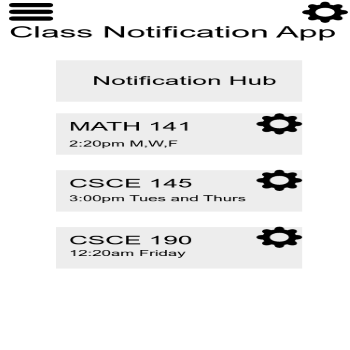 Class Notification App
Notification Hub
MATH 141
2:20pm M,W,F
CSCE 145
3:00pm Tues and Thurs
CSCE 190
12:20am Friday